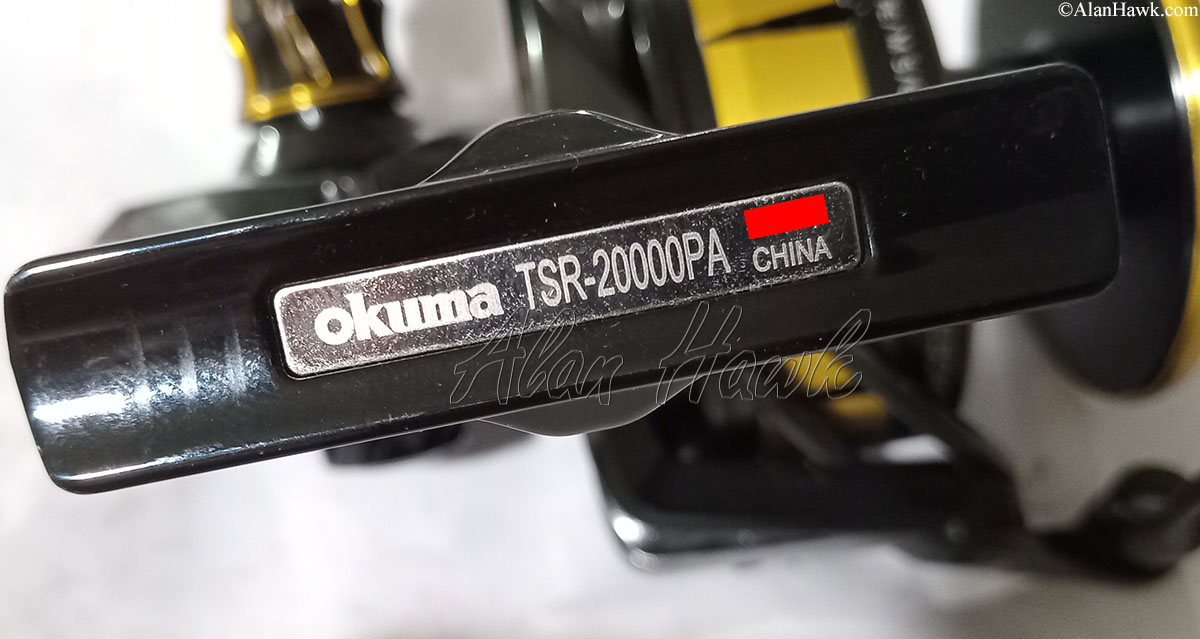 ©AlanHawk.com
okuma TSR-20000PA
CHINA
Alan Hawk